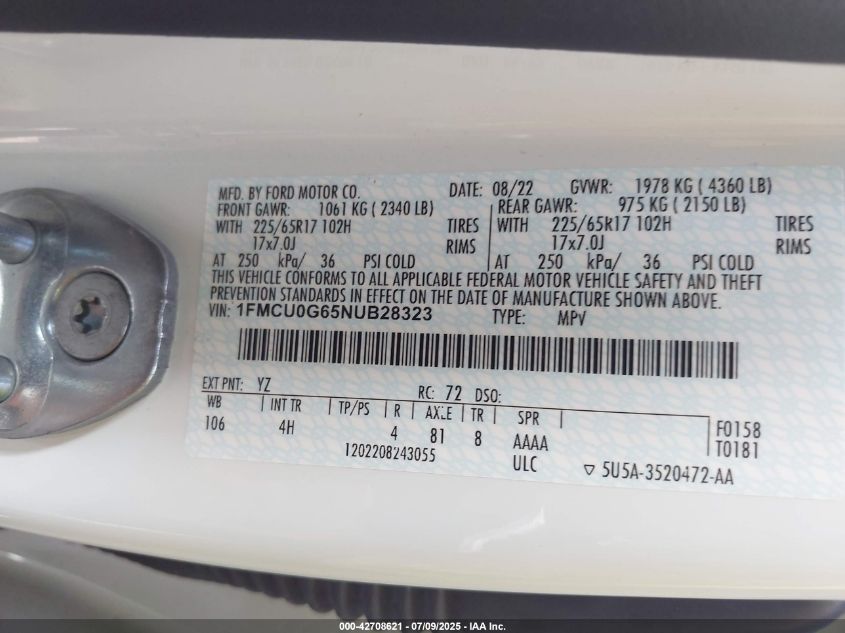 MFD. BY FORD MOTOR CO. DATE: 08/22 GVWR: 1978 KG ( 4360 LB)
FRONT GAWR: 1061 KG ( 2340 LB) REAR GAWR: 975 KG ( 2150 LB)
WITH 225/65R17 102H TIRES WITH 225/65R17 102H TIRES
17x7.0J RIMS 17x7.0J RIMS
AT 250 kPa/ 36 PSI COLD AT 250 kPa/ 36 PSI COLD
THIS VEHICLE CONFORMS TO ALL APPLICABLE FEDERAL MOTOR VEHICLE SAFETY AND THEFT
PREVENTION STANDARDS IN EFFECT ON THE DATE OF MANUFACTURE SHOWN ABOVE.
VIN: 1FMCU0G65NUB28323 TYPE: MPV
EXT PNT: YZ RC: 72 DSO:
WB INT TR TP/PS R AXLE TR SPR
106 4H 4 81 8 AAAA F0158
1202208243055 ULC T0181
▽ 5U5A-3520472-AA
000-42708621 / 07/09/2025 - IAA Inc.